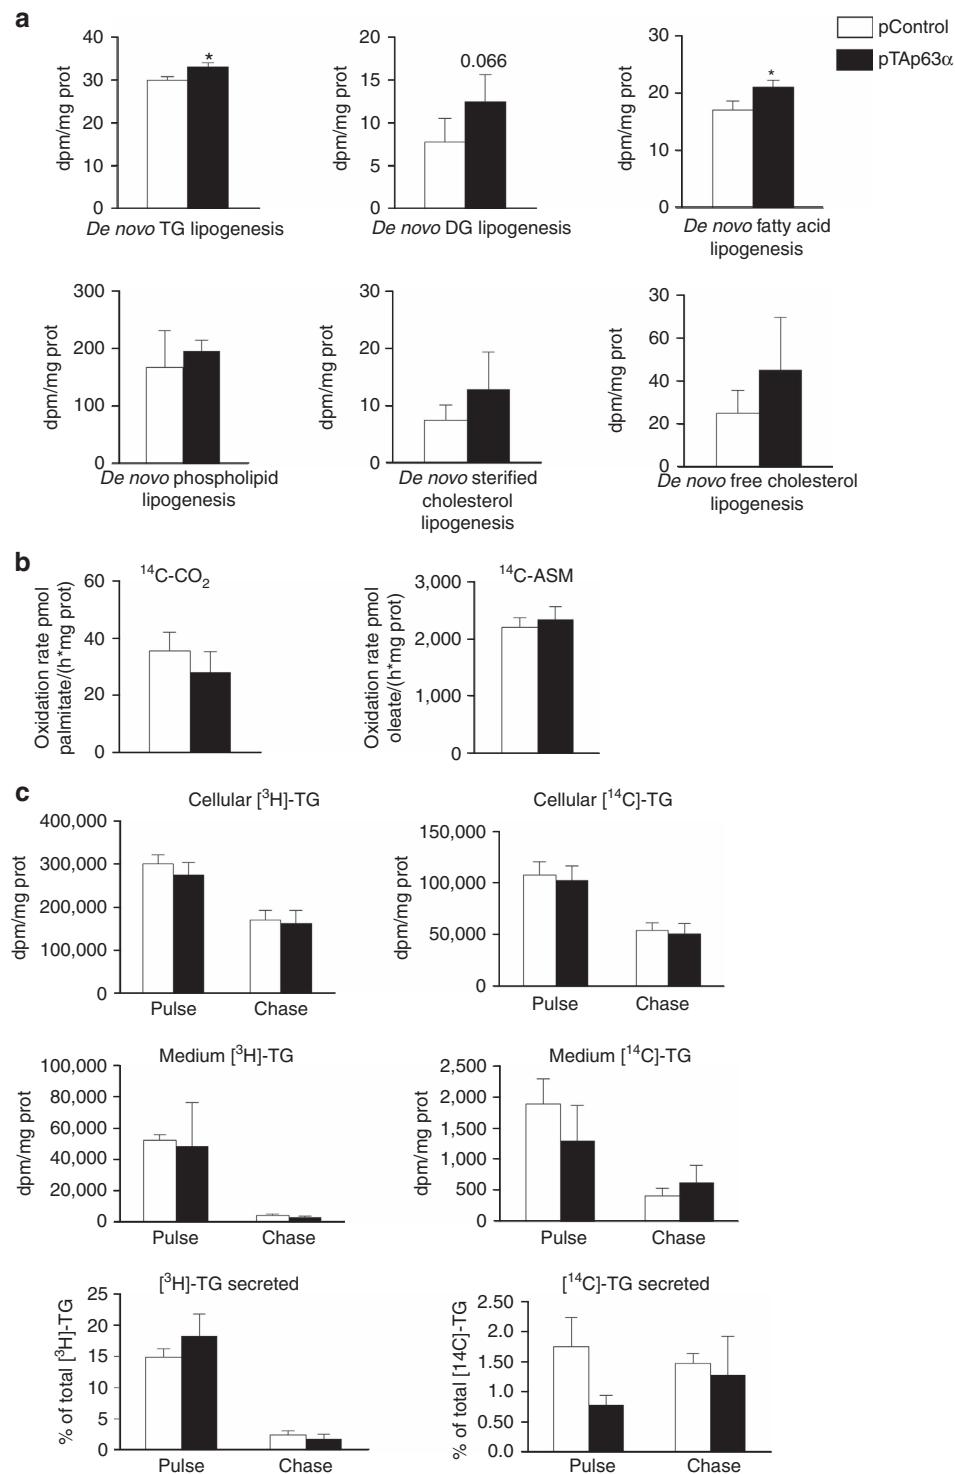 a
pControl
pTAp63α
dpm/mg prot
40
30
20
10
0
*
De novo TG lipogenesis
dpm/mg prot
20
15
10
5
0
0.066
De novo DG lipogenesis
dpm/mg prot
30
20
10
0
*
De novo fatty acid
lipogenesis
dpm/mg prot
300
200
100
0
De novo phospholipid
lipogenesis
dpm/mg prot
30
20
10
0
De novo sterified
cholesterol
lipogenesis
dpm/mg prot
30
60
40
20
0
De novo free cholesterol
lipogenesis
b
¹⁴C-CO₂
Oxidation rate pmol
palmitate/(h*mg prot)
60
40
20
0
¹⁴C-ASM
Oxidation rate pmol
oleate/(h*mg prot)
3,000
2,000
1,000
0
c
Cellular [³H]-TG
dpm/mg prot
400,000
300,000
200,000
100,000
0
Pulse Chase
Cellular [¹⁴C]-TG
dpm/mg prot
150,000
100,000
50,000
0
Pulse Chase
Medium [³H]-TG
dpm/mg prot
100,000
80,000
60,000
40,000
20,000
0
Pulse Chase
Medium [¹⁴C]-TG
dpm/mg prot
2,500
2,000
1,500
1,000
500
0
Pulse Chase
[³H]-TG secreted
% of total [³H]-TG
25
20
15
10
5
0
Pulse Chase
[¹⁴C]-TG secreted
% of total [14C]-TG
2.50
2.00
1.50
1.0
0.50
0.0
Pulse Chase